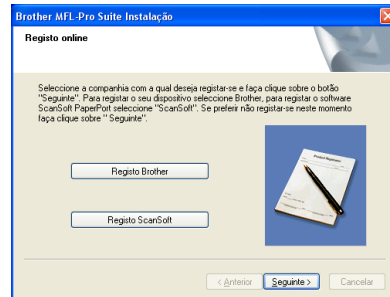 Brother MFL-Pro Suite Instalação
Registo online
Seleccione a companhia com a qual deseja registar-se e faça clique sobre o botão
"Seguinte". Para registar o seu dispositivo seleccione Brother, para registar o software
ScanSoft PaperPort seleccione "ScanSoft". Se preferir não registar-se neste momento
faça clique sobre " Seguinte".
Product Registration
Registo Brother
Registo ScanSoft
< Anterior
Seguinte >
Cancelar